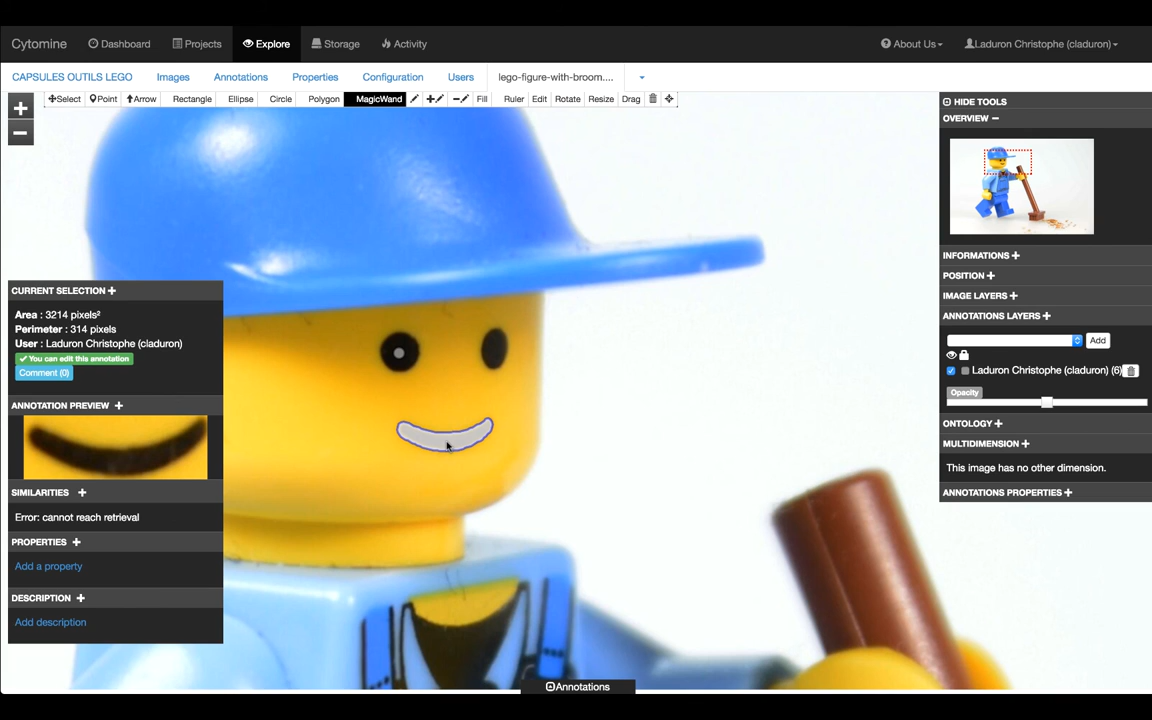 Cytomine Dashboard Projects Explore Storage Activity About Us Laduron Christophe (claduron)
CAPSULES OUTILS LEGO Images Annotations Properties Configuration Users lego-figure-with-broom....
Select Point Arrow Rectangle Ellipse Circle Polygon MagicWand Fill Ruler Edit Rotate Resize Drag
+
−
HIDE TOOLS
OVERVIEW −
INFORMATIONS +
POSITION +
IMAGE LAYERS +
ANNOTATIONS LAYERS +
Add
Laduron Christophe (claduron) (6)
Opacity
ONTOLOGY +
MULTIDIMENSION +
This image has no other dimension.
ANNOTATIONS PROPERTIES +
CURRENT SELECTION +
Area : 3214 pixels²
Perimeter : 314 pixels
User : Laduron Christophe (claduron)
You can edit this annotation
Comment (0)
ANNOTATION PREVIEW +
SIMILARITIES +
Error: cannot reach retrieval
PROPERTIES +
Add a property
DESCRIPTION +
Add description
Annotations